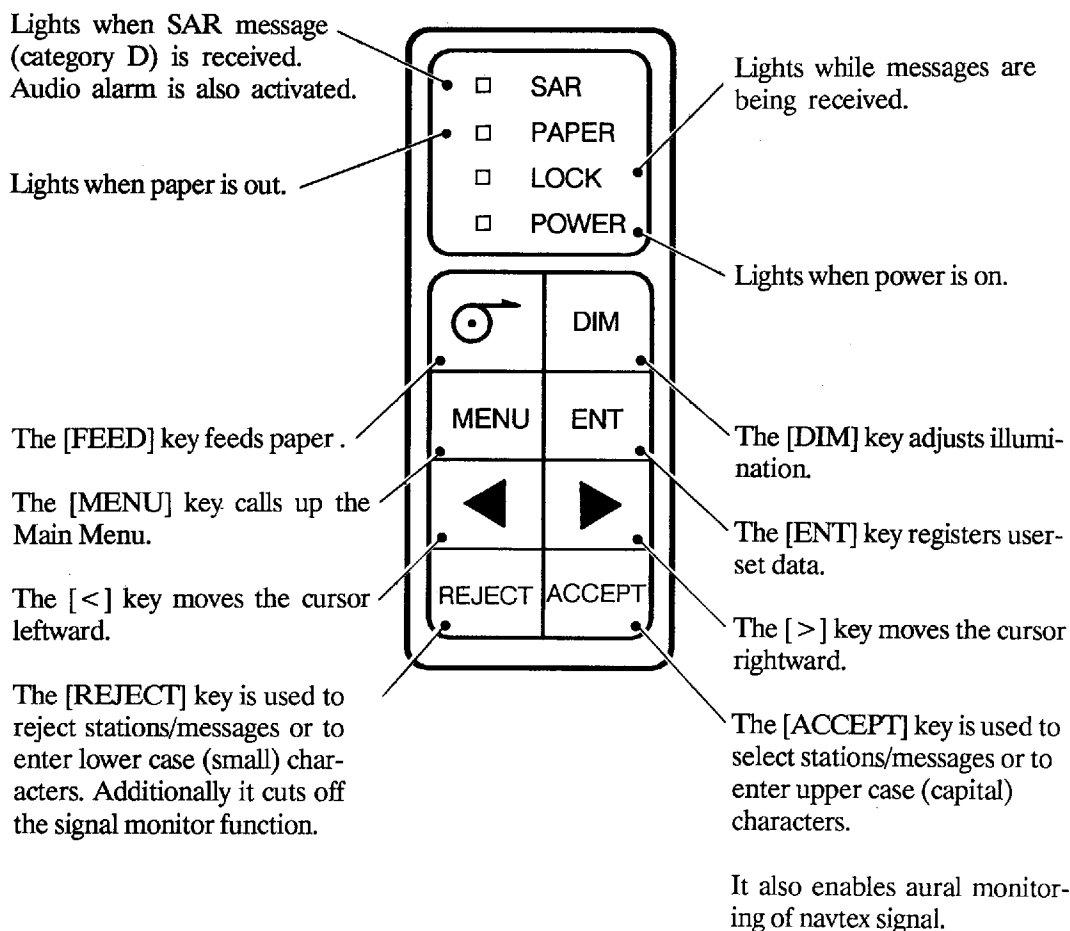 Lights when SAR message
(category D) is received.
Audio alarm is also activated.
Lights when paper is out.
SAR
PAPER
LOCK
POWER
Lights while messages are
being received.
Lights when power is on.
DIM
MENU
ENT
REJECT
ACCEPT
The [FEED] key feeds paper .
The [MENU] key calls up the
Main Menu.
The [<] key moves the cursor
leftward.
The [REJECT] key is used to
reject stations/messages or to
enter lower case (small) char-
acters. Additionally it cuts off
the signal monitor function.
The [DIM] key adjusts illumi-
nation.
The [ENT] key registers user-
set data.
The [>] key moves the cursor
rightward.
The [ACCEPT] key is used to
select stations/messages or to
enter upper case (capital)
characters.
It also enables aural monitor-
ing of navtex signal.